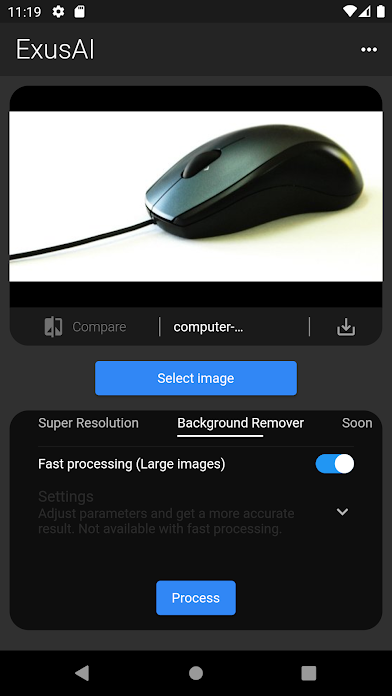 11:19
ExusAI
Compare
computer-...
Select image
Super Resolution
Background Remover
Soon
Fast processing (Large images)
Settings
Adjust parameters and get a more accurate
result. Not available with fast processing.
Process